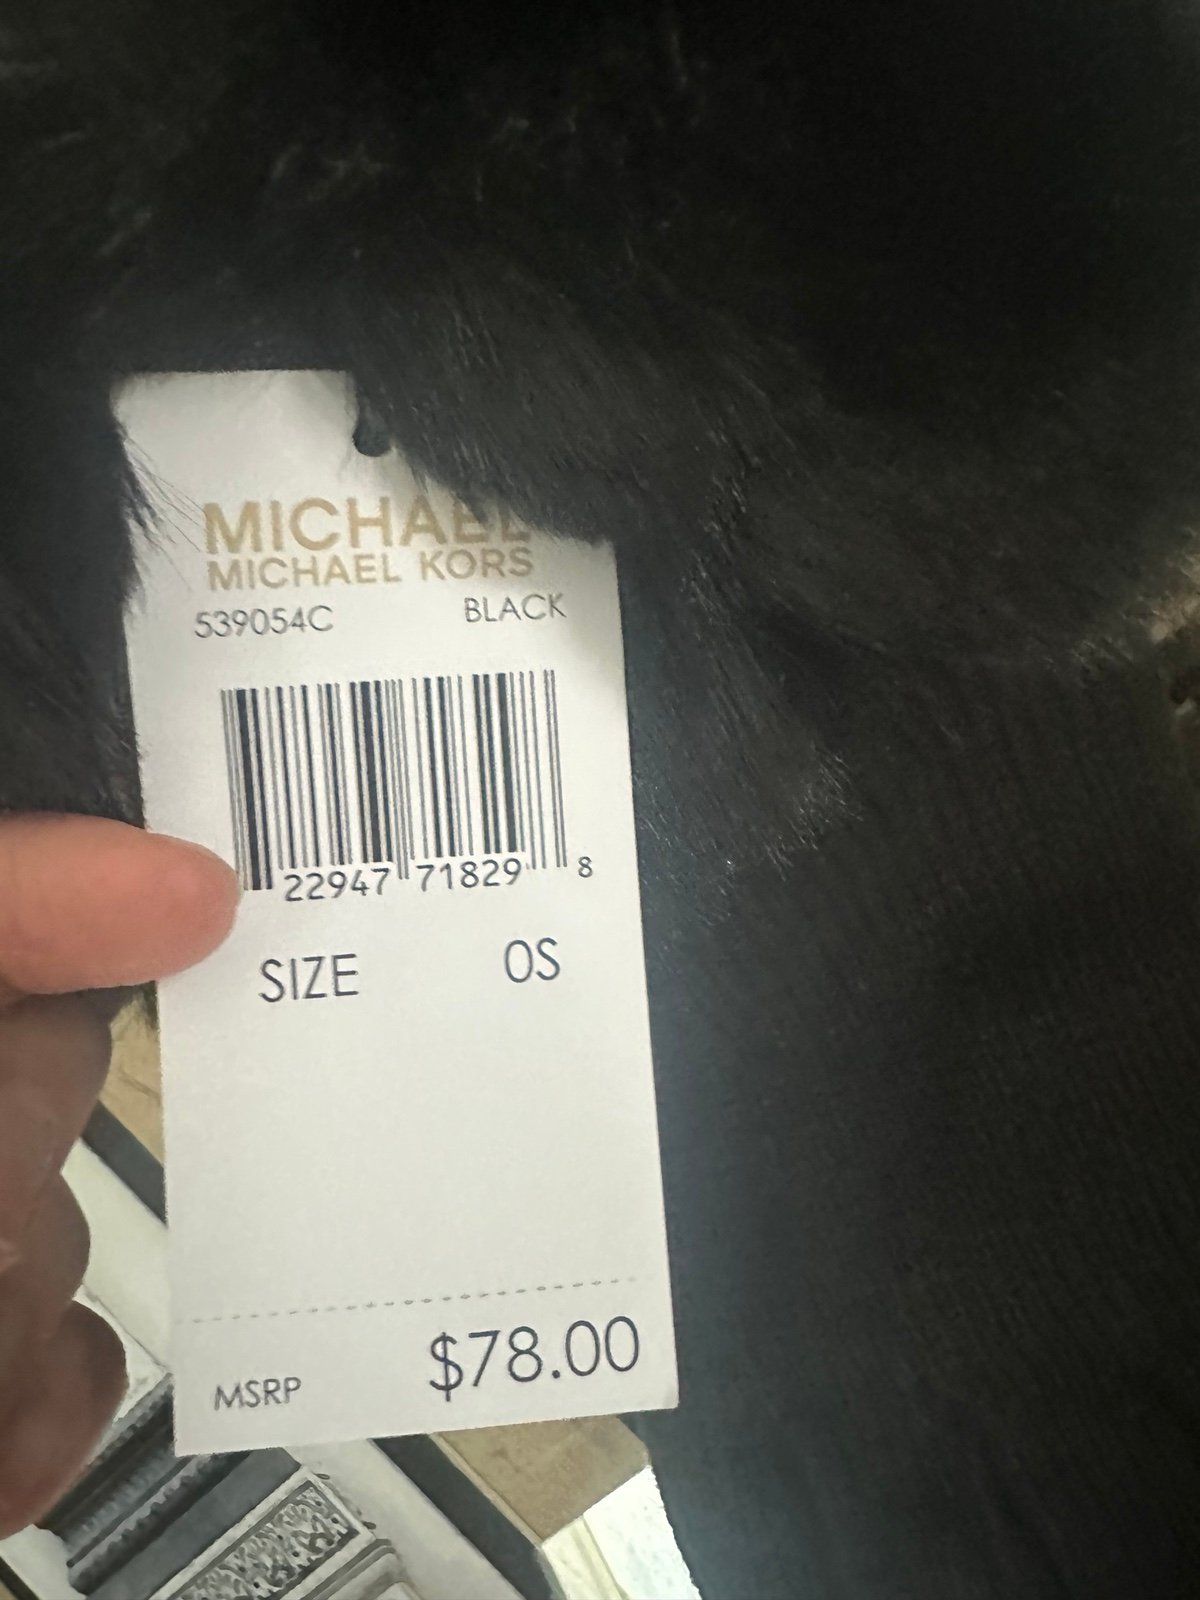 MICHAEL
MICHAEL KORS
539054C BLACK
22947 71829 8
SIZE OS
MSRP $78.00